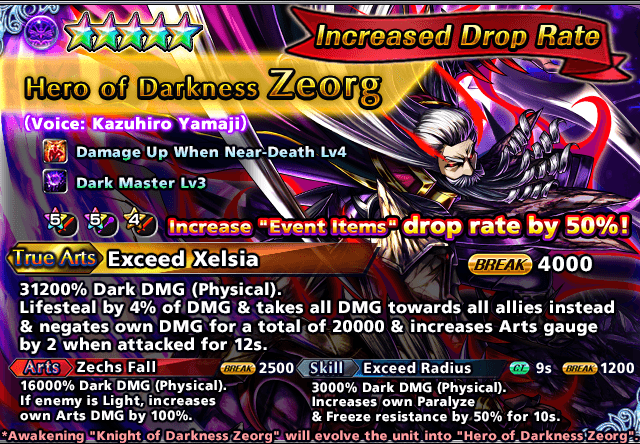 Increased Drop Rate
Hero of Darkness Zeorg
(Voice: Kazuhiro Yamaji)
Damage Up When Near-Death Lv4
Dark Master Lv3
5 5 4
Increase "Event Items" drop rate by 50%!
True Arts Exceed Xelsia BREAK 4000
31200% Dark DMG (Physical).
Lifesteal by 4% of DMG & takes all DMG towards all allies instead
& negates own DMG for a total of 20000 & increases Arts gauge
by 2 when attacked for 12s.
Arts Zechs Fall BREAK 2500
16000% Dark DMG (Physical).
If enemy is Light, increases
own Arts DMG by 100%.
Skill Exceed Radius CT 9s BREAK 1200
3000% Dark DMG (Physical).
Increases own Paralyze
& Freeze resistance by 50% for 10s.
*Awakening "Knight of Darkness Zeorg" will evolve the unit into "Hero of Darkness Zeorg".